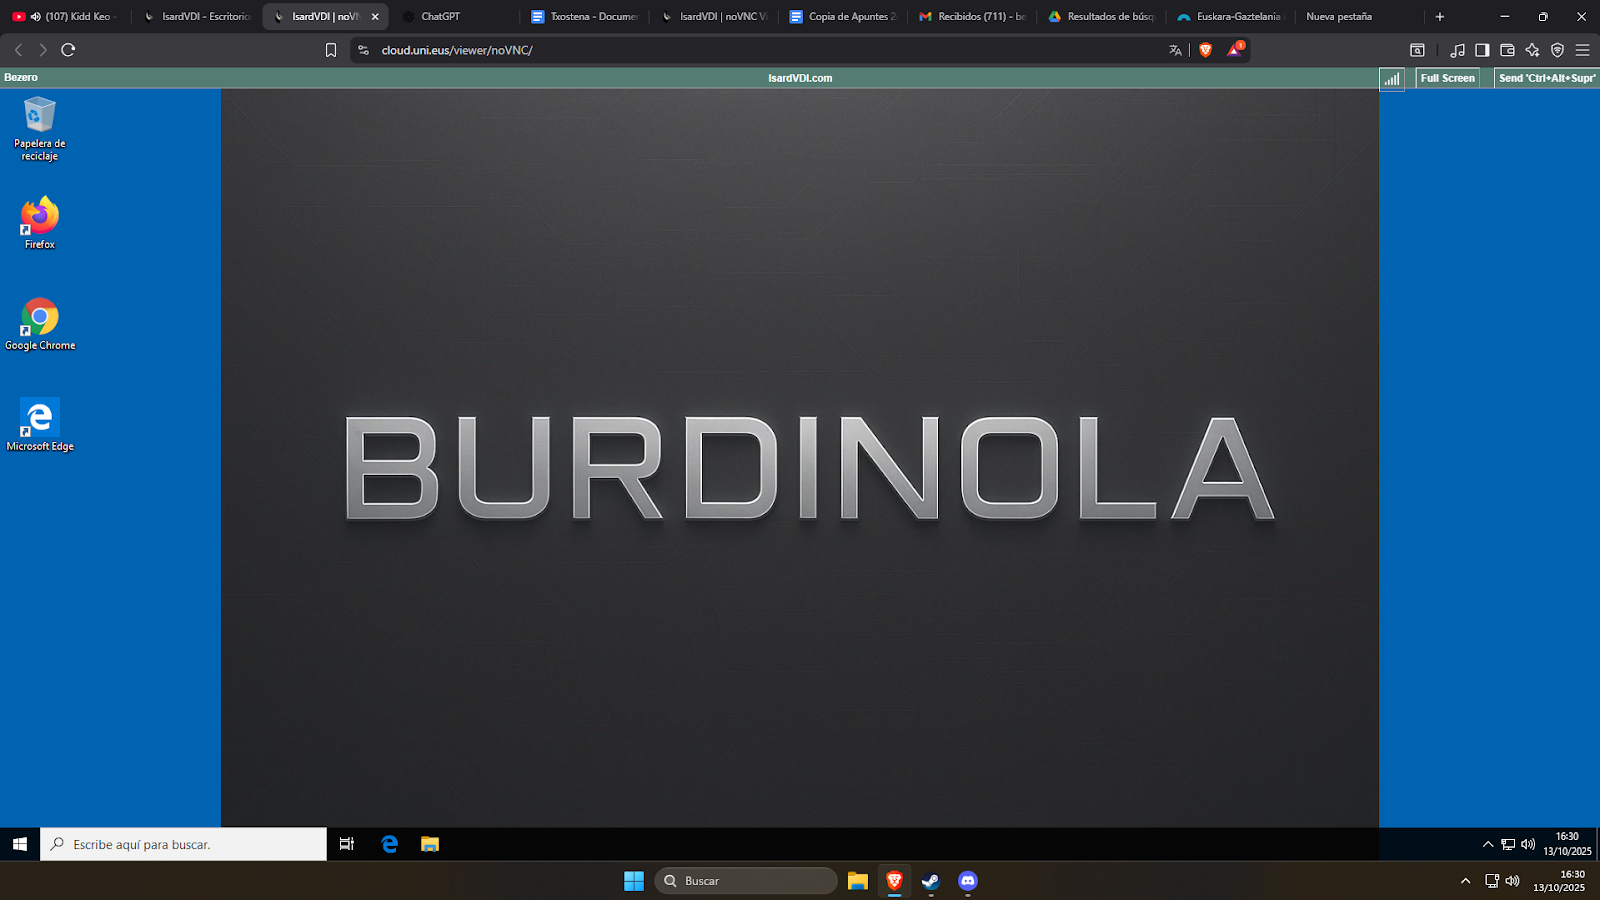 (107) Kidd Keo -
IsardVDI - Escritorio
IsardVDI | noVN
ChatGPT
Txostena - Documen
IsardVDI | noVNC Vi
Copia de Apuntes 2
Recibidos (711) - be
Resultados de búsqu
Euskara-Gaztelania
Nueva pestaña
cloud.uni.eus/viewer/noVNC/
1
Bezero
IsardVDI.com
Full Screen
Send 'Ctrl+Alt+Supr'
Papelera de
reciclaje
Firefox
Google Chrome
Microsoft Edge
BURDINOLA
Escribe aquí para buscar.
16:30
13/10/2025
Buscar
16:30
13/10/2025